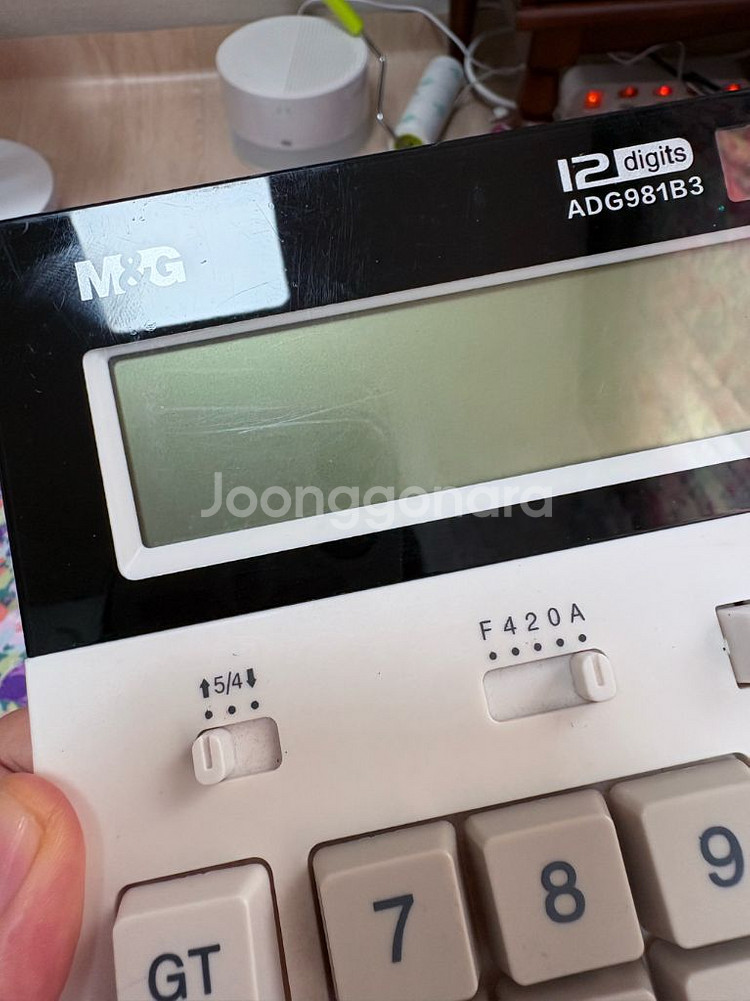 12 digits
ADG981B3
M&G
Joonggonara
F 4 2 0 A
⬆5/4⬇
7
8
9
GT